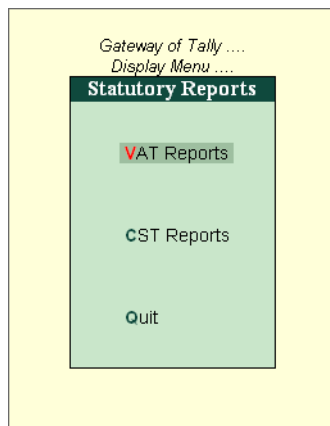 Gateway of Tally ....
Display Menu ....
Statutory Reports
VAT Reports
CST Reports
Quit